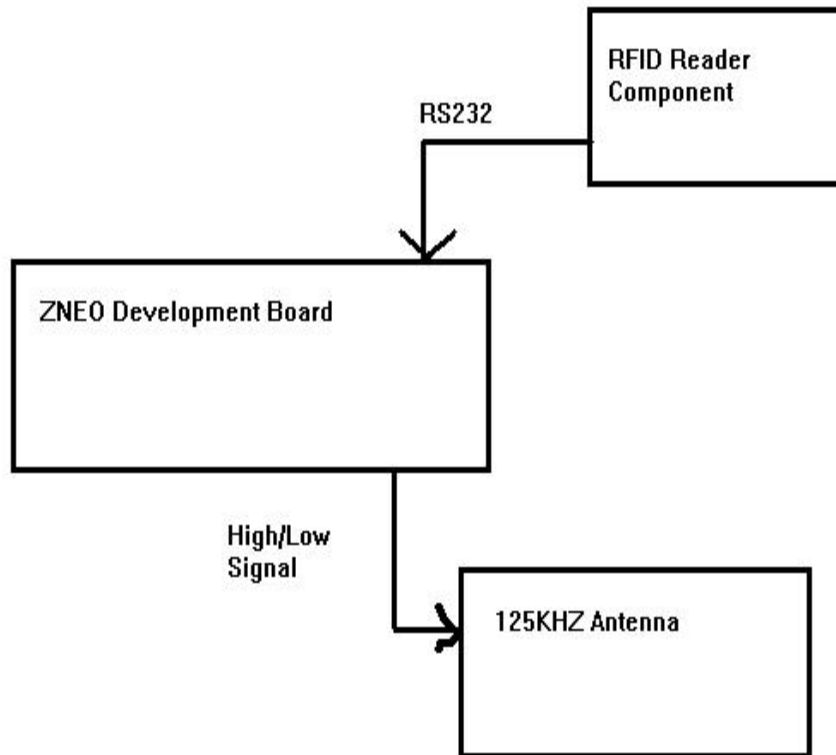 RFID Reader
Component
RS232
ZNEO Development Board
High/Low
Signal
125KHZ Antenna